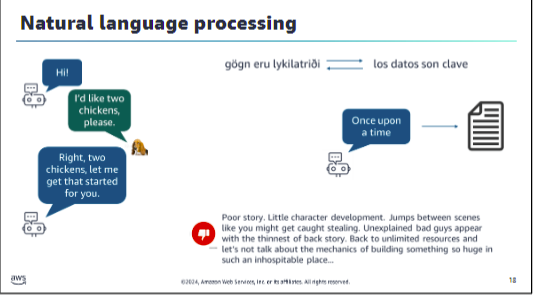 Natural language processing
Hi!
I'd like two
chickens,
please.
Right, two
chickens, let me
get that started
for you.
gögn eru lykilatriði
los datos son clave
Once upon
a time
Poor story. Little character development. Jumps between scenes
like you might get caught stealing. Unexplained bad guys appear
with the thinnest of back story. Back to unlimited resources and
let's not talk about the mechanics of building something so huge in
such an inhospitable place...
aws
©2024, Amazon Web Services, Inc. or its affiliates. All rights reserved.
18